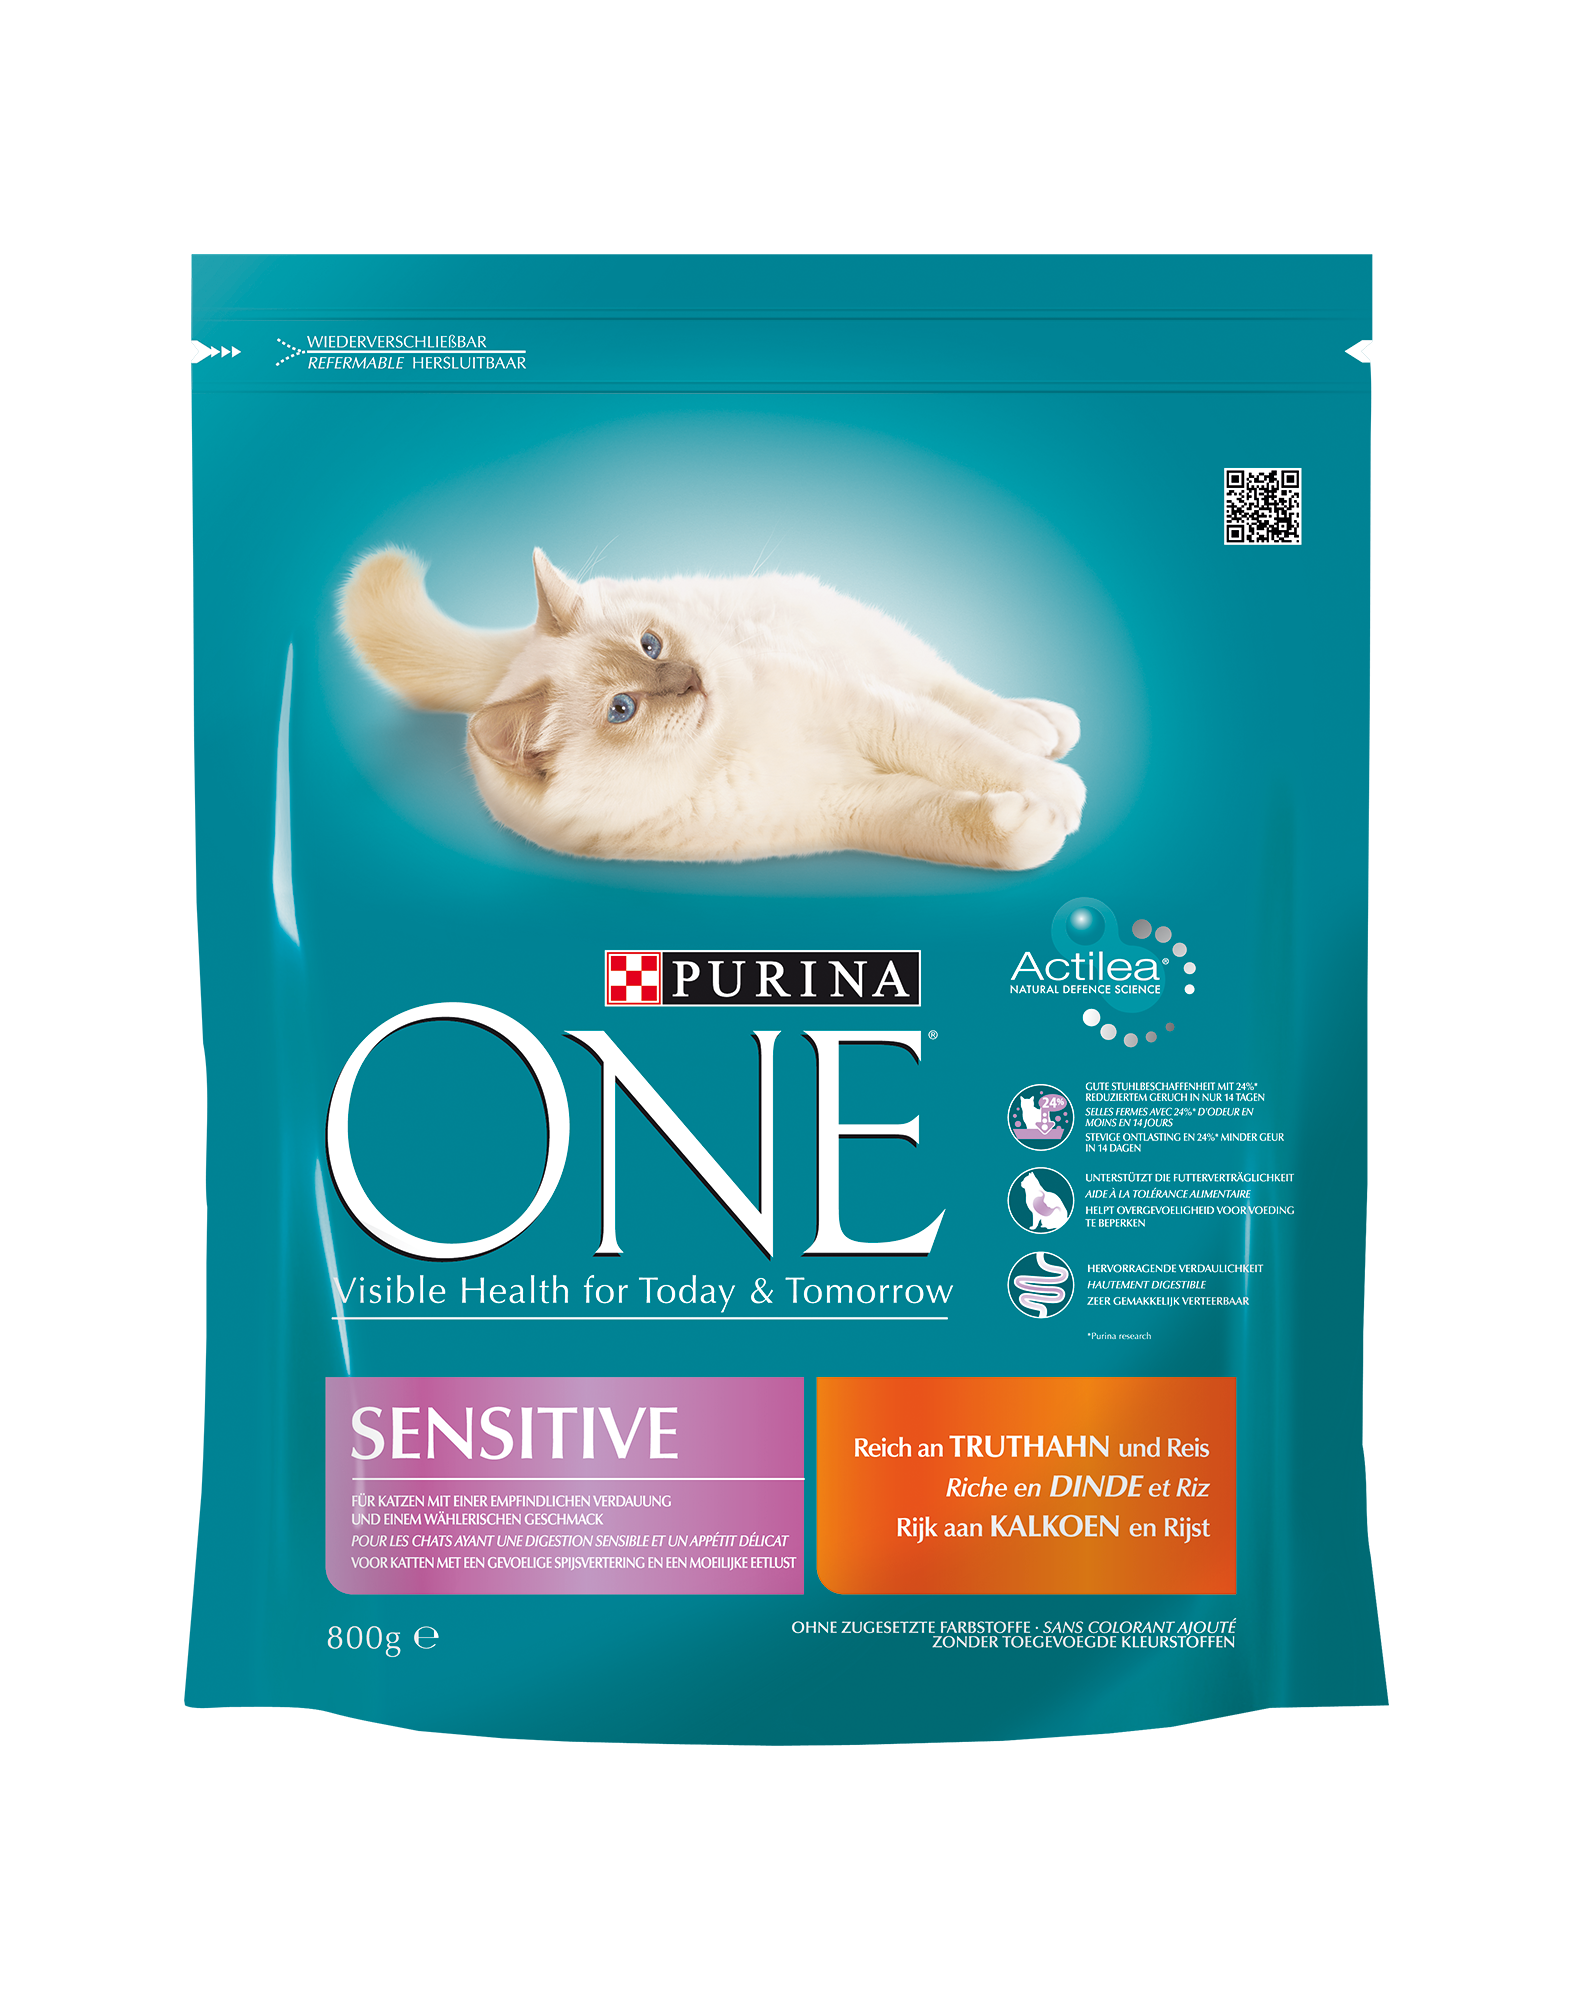 WIEDERVERSCHLIEßBAR
REFERMABLE HERSLUITBAAR
PURINA
ONE®
Visible Health for Today & Tomorrow
Actilea®
NATURAL DEFENCE SCIENCE
24%
GUTE STUHLBESCHAFFENHEIT MIT 24%*
REDUZIERTEM GERUCH IN NUR 14 TAGEN
SELLES FERMES AVEC 24%* D'ODEUR EN
MOINS EN 14 JOURS
STEVIGE ONTLASTING EN 24%* MINDER GEUR
IN 14 DAGEN
UNTERSTÜTZT DIE FUTTERVERTRÄGLICHKEIT
AIDE À LA TOLÉRANCE ALIMENTAIRE
HELPT OVERGEVOELIGHEID VOOR VOEDING
TE BEPERKEN
HERVORRAGENDE VERDAULICHKEIT
HAUTEMENT DIGESTIBLE
ZEER GEMAKKELIJK VERTEERBAAR
*Purina research
SENSITIVE
FÜR KATZEN MIT EINER EMPFINDLICHEN VERDAUUNG
UND EINEM WÄHLERISCHEN GESCHMACK
POUR LES CHATS AYANT UNE DIGESTION SENSIBLE ET UN APPÉTIT DÉLICAT
VOOR KATTEN MET EEN GEVOELIGE SPIJSVERTERING EN EEN MOEILIJKE EETLUST
Reich an TRUTHAHN und Reis
Riche en DINDE et Riz
Rijk aan KALKOEN en Rijst
800g ℮
OHNE ZUGESETZTE FARBSTOFFE · SANS COLORANT AJOUTÉ
ZONDER TOEGEVOEGDE KLEURSTOFFEN